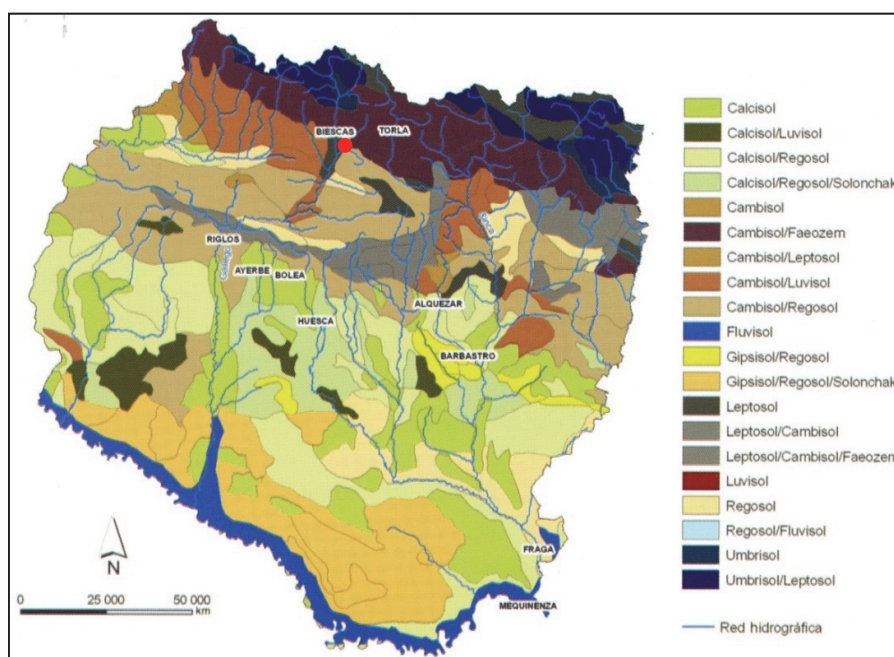 BIESCAS
TORLA
RIGLOS
Gállego
AYERBE
BOLEA
HUESCA
ALQUEZAR
BARBASTRO
FRAGA
MEQUINENZA
N
0 25 000 50 000
km
Calcisol
Calcisol/Luvisol
Calcisol/Regosol
Calcisol/Regosol/Solonchak
Cambisol
Cambisol/Faeozem
Cambisol/Leptosol
Cambisol/Luvisol
Cambisol/Regosol
Fluvisol
Gipsisol/Regosol
Gipsisol/Regosol/Solonchak
Leptosol
Leptosol/Cambisol
Leptosol/Cambisol/Faeozem
Luvisol
Regosol
Regosol/Fluvisol
Umbrisol
Umbrisol/Leptosol
Red hidrográfica